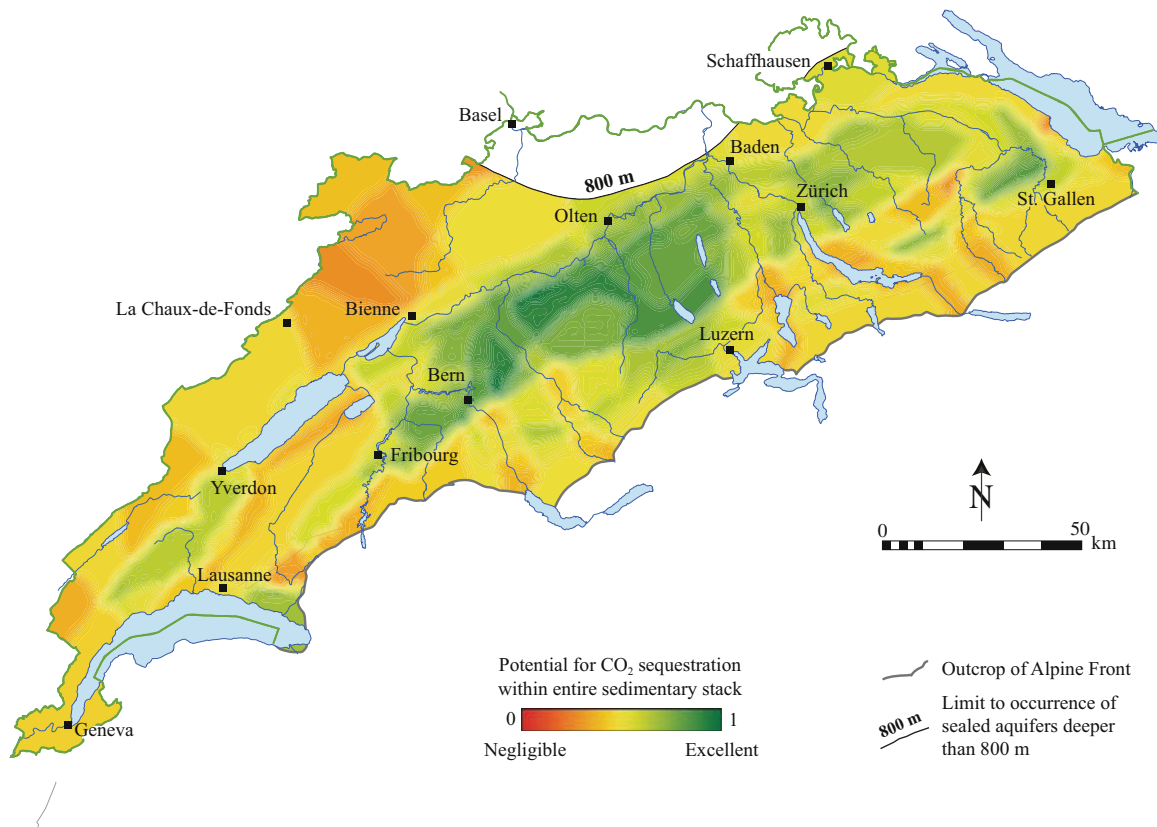 Schaffhausen
Basel
800 m
Baden
Zürich
St. Gallen
Olten
La Chaux-de-Fonds
Bienne
Luzern
Bern
Fribourg
Yverdon
N
0 50
km
Lausanne
Geneva
Potential for CO₂ sequestration
within entire sedimentary stack
0 1
Negligible Excellent
Outcrop of Alpine Front
800 m
Limit to occurrence of
sealed aquifers deeper
than 800 m